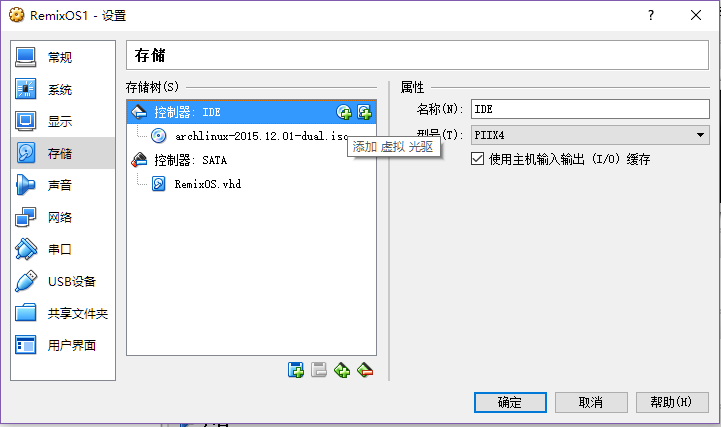 RemixOS1 - 设置
常规
系统
显示
存储
声音
网络
串口
USB设备
共享文件夹
用户界面
存储
存储树(S)
控制器: IDE
archlinux-2015.12.01-dual.iso
添加 虚拟 光驱
控制器: SATA
RemixOS.vhd
属性
名称(N): IDE
型号(T): PIIX4
使用主机输入输出 (I/O) 缓存
确定 取消 帮助(H)